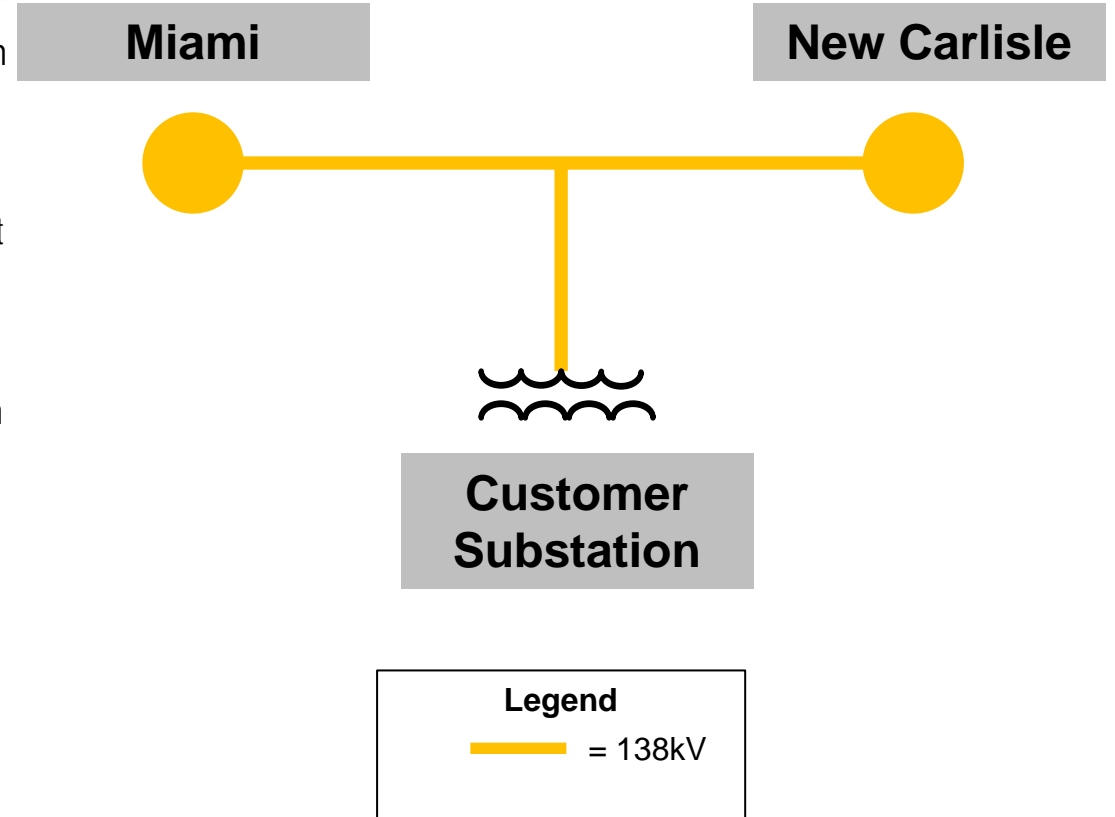 Miami
New Carlisle
Customer
Substation
Legend
= 138kV